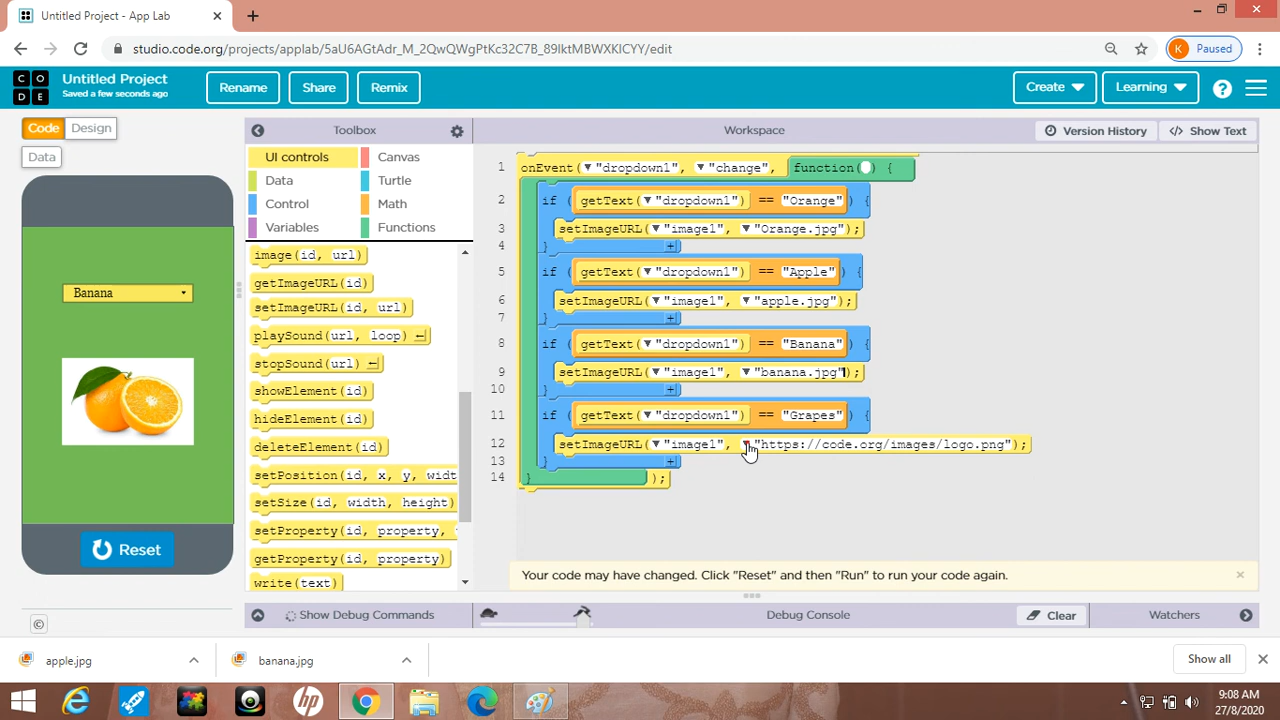 Untitled Project - App Lab
studio.code.org/projects/applab/5aU6AGtAdr_M_2QwQWgPtKc32C7B_89lktMBWXKICYY/edit
K Paused
C O
D E
Untitled Project
Saved a few seconds ago
Rename
Share
Remix
Create
Learning
?
Code
Design
Data
Toolbox
Workspace
Version History
</> Show Text
UI controls
Canvas
Data
Turtle
Control
Math
Variables
Functions
image(id, url)
getImageURL(id)
setImageURL(id, url)
playSound(url, loop)
stopSound(url)
showElement(id)
hideElement(id)
deleteElement(id)
setPosition(id, x, y, widt
setSize(id, width, height)
setProperty(id, property,
getProperty(id, property)
write(text)
1 onEvent(▼"dropdown1", ▼"change", function() {
2 if (getText(▼"dropdown1") == "Orange") {
3 setImageURL(▼"image1", ▼"Orange.jpg");
4 }
5 if (getText(▼"dropdown1") == "Apple") {
6 setImageURL(▼"image1", ▼"apple.jpg");
7 }
8 if (getText(▼"dropdown1") == "Banana") {
9 setImageURL(▼"image1", ▼"banana.jpg");
10 }
11 if (getText(▼"dropdown1") == "Grapes") {
12 setImageURL(▼"image1", ▼"https://code.org/images/logo.png");
13 }
14 } );
Banana
Reset
Your code may have changed. Click "Reset" and then "Run" to run your code again.
Show Debug Commands
Debug Console
Clear
Watchers
©
apple.jpg
banana.jpg
Show all
hp
9:08 AM
27/8/2020